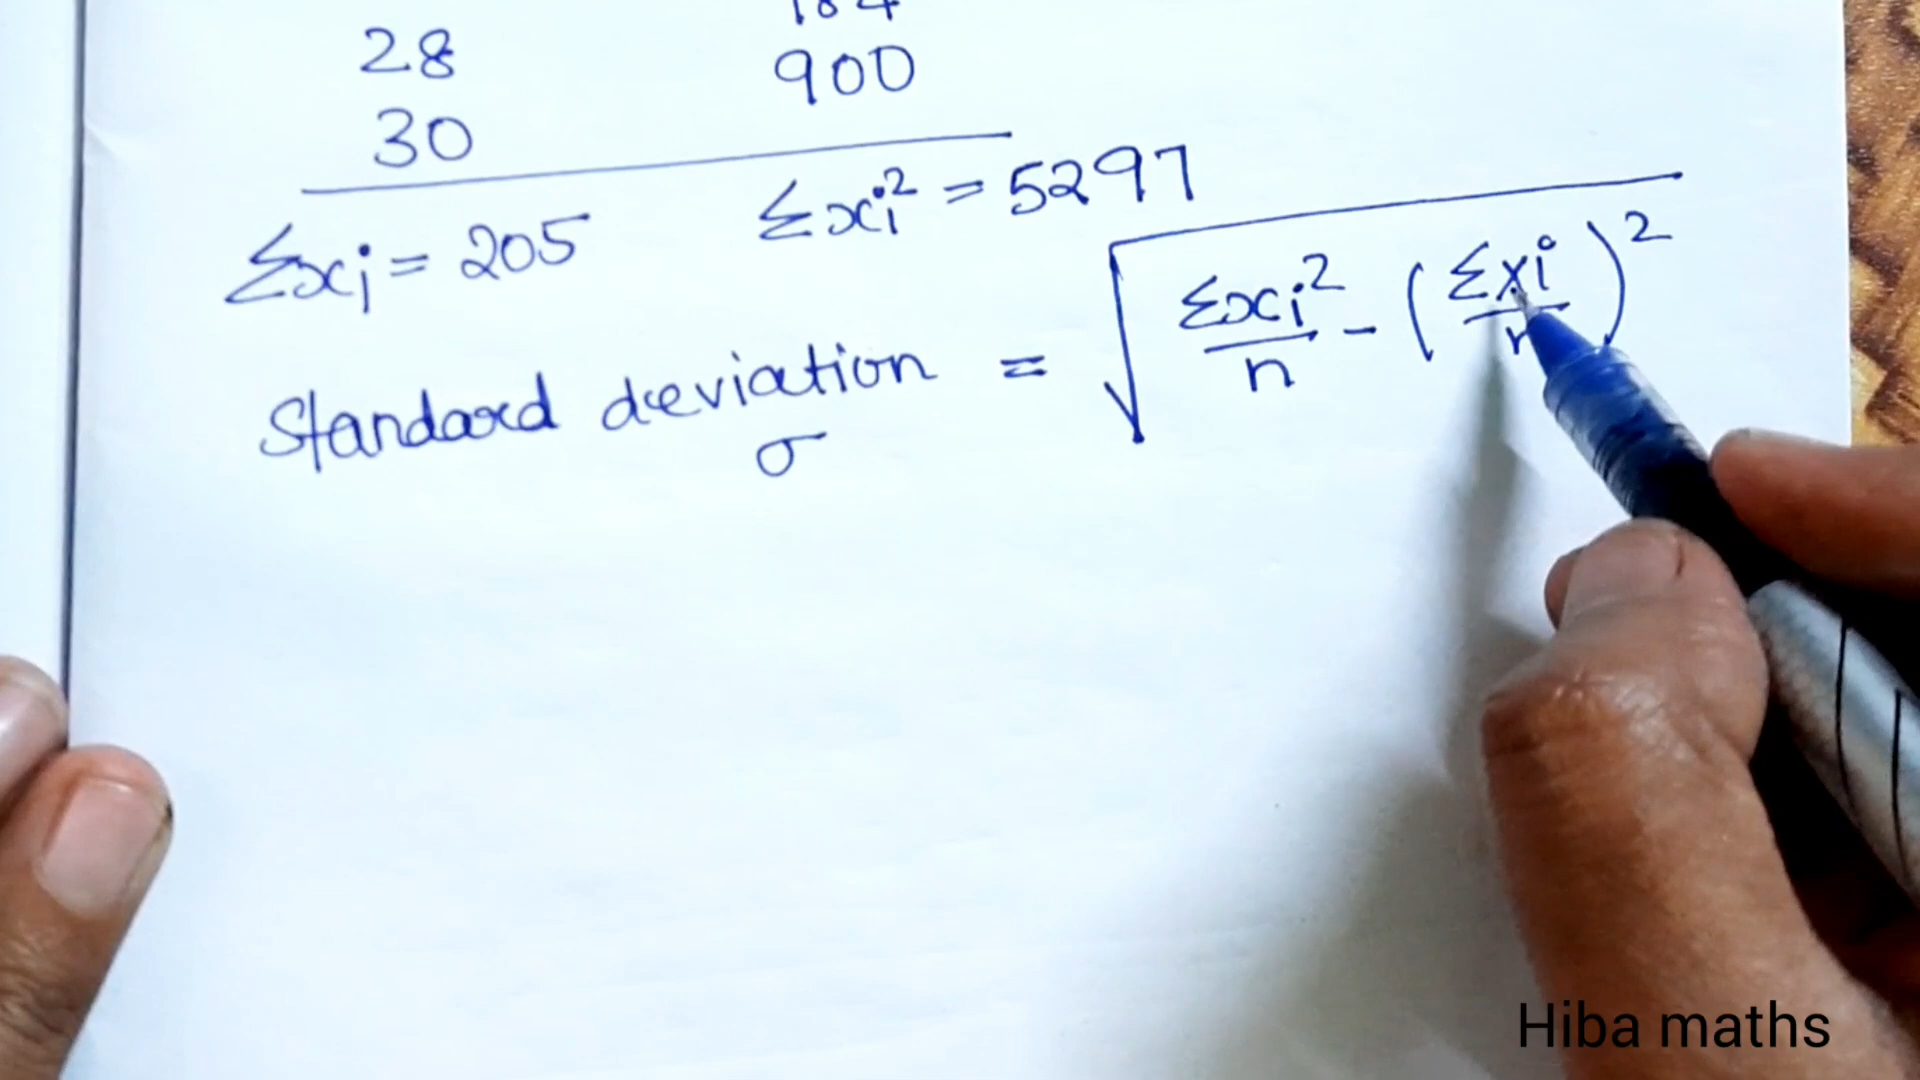 28
900
30
Σxi = 205 Σxi² = 5297
Standard deviation = √(Σxi²/n - (Σxi/n)²)
σ
Hiba maths